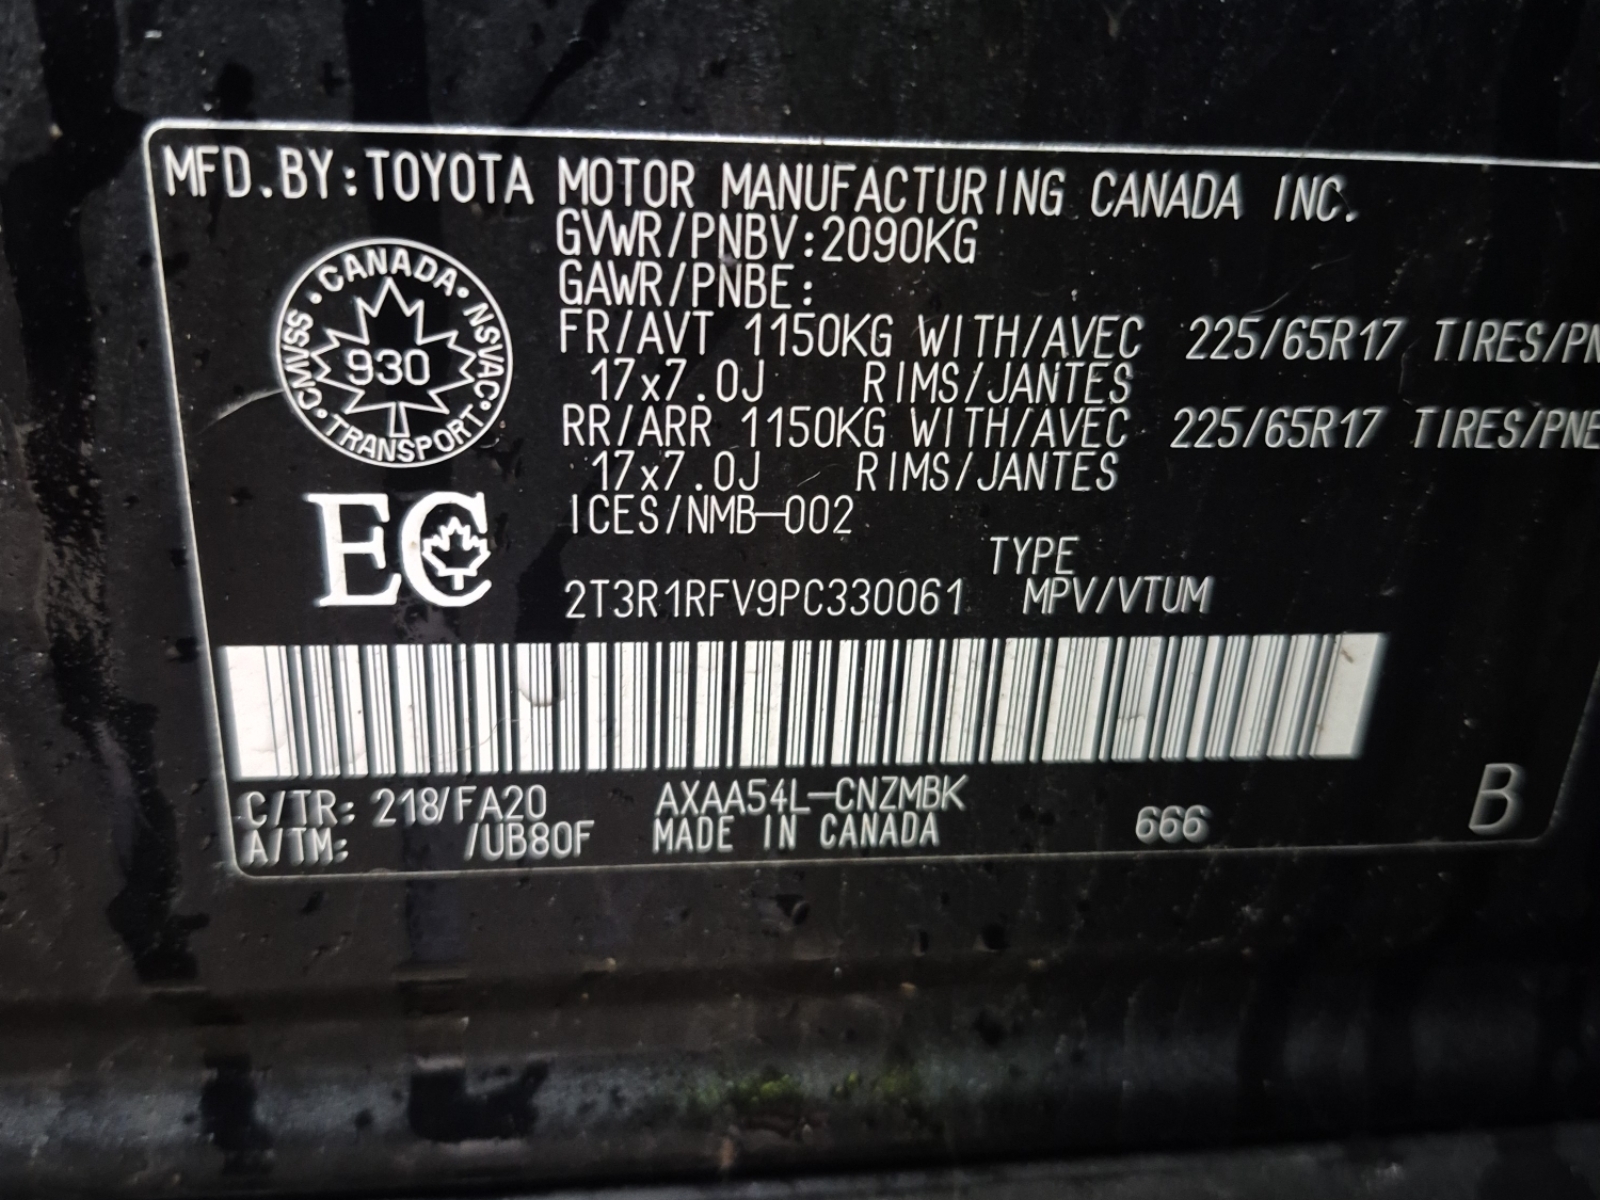 MFD.BY:TOYOTA MOTOR MANUFACTURING CANADA INC.
GVWR/PNBV:2090KG
GAWR/PNBE:
FR/AVT 1150KG WITH/AVEC 225/65R17 TIRES/PN
17x7.0J RIMS/JANTES
RR/ARR 1150KG WITH/AVEC 225/65R17 TIRES/PNE
17x7.0J RIMS/JANTES
ICES/NMB-002
CANADA • NSVAC • TRANSPORT • CMVSS •
930
EC
TYPE
2T3R1RFV9PC330061 MPV/VTUM
C/TR: 218/FA20 AXAA54L-CNZMBK
A/TM: /UB80F MADE IN CANADA 666 B